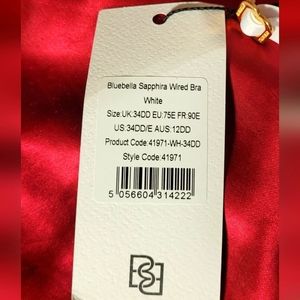 Bluebella Sapphira Wired Bra
White
Size:UK:34DD EU:75E FR:90E
US:34DD/E AUS:12DD
Product Code:41971-WH-34DD
Style Code:41971
5 056604 314222